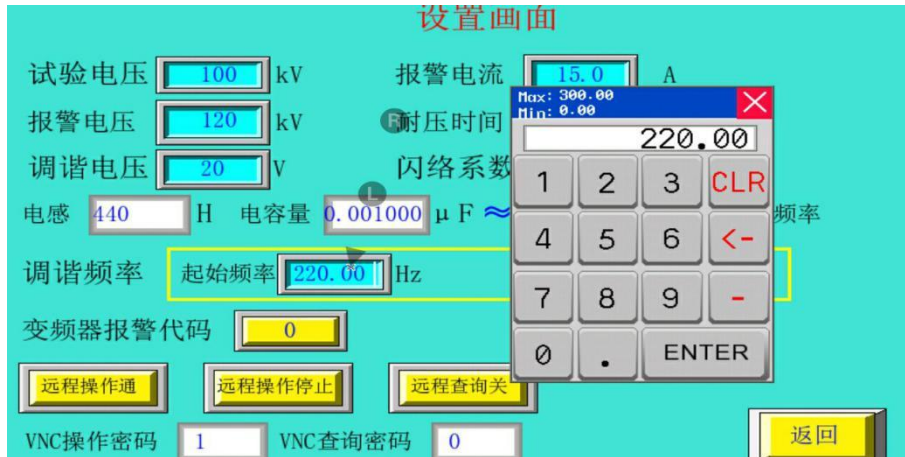 设置画面
试验电压 100 kV 报警电流 15.0 A
报警电压 120 kV 耐压时间
调谐电压 20 V 闪络系数
电感 440 H 电容量 0.001000 μF ≈ 频率
调谐频率 起始频率 220.00 Hz
变频器报警代码 0
远程操作通 远程操作停止 远程查询关
VNC操作密码 1 VNC查询密码 0 返回
Max: 300.00
Min: 0.00
220.00
1 2 3 CLR
4 5 6 <-
7 8 9 -
0 . ENTER
R
L